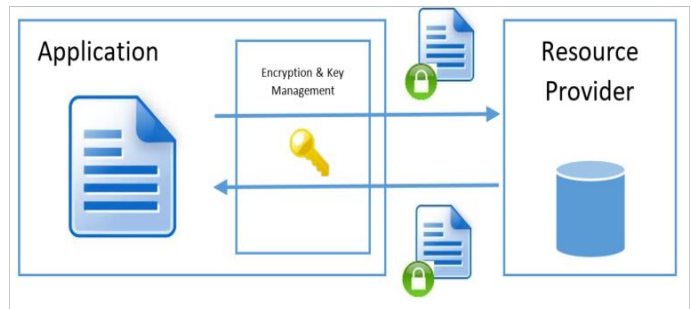 Application
Encryption & Key
Management
Resource
Provider